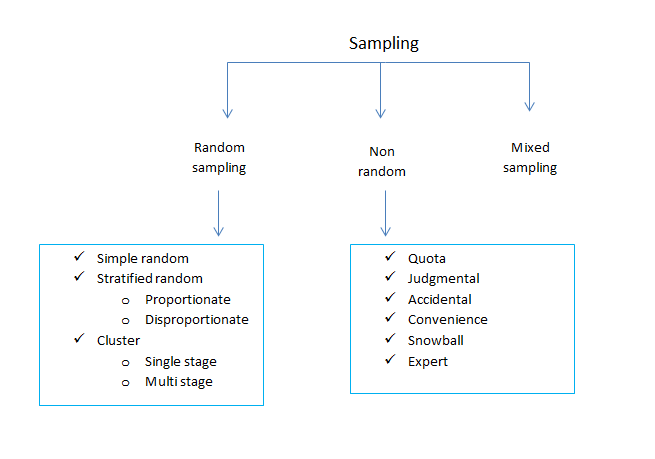 Sampling
Random
sampling
Non
random
Mixed
sampling
✓ Simple random
✓ Stratified random
o Proportionate
o Disproportionate
✓ Cluster
o Single stage
o Multi stage
✓ Quota
✓ Judgmental
✓ Accidental
✓ Convenience
✓ Snowball
✓ Expert